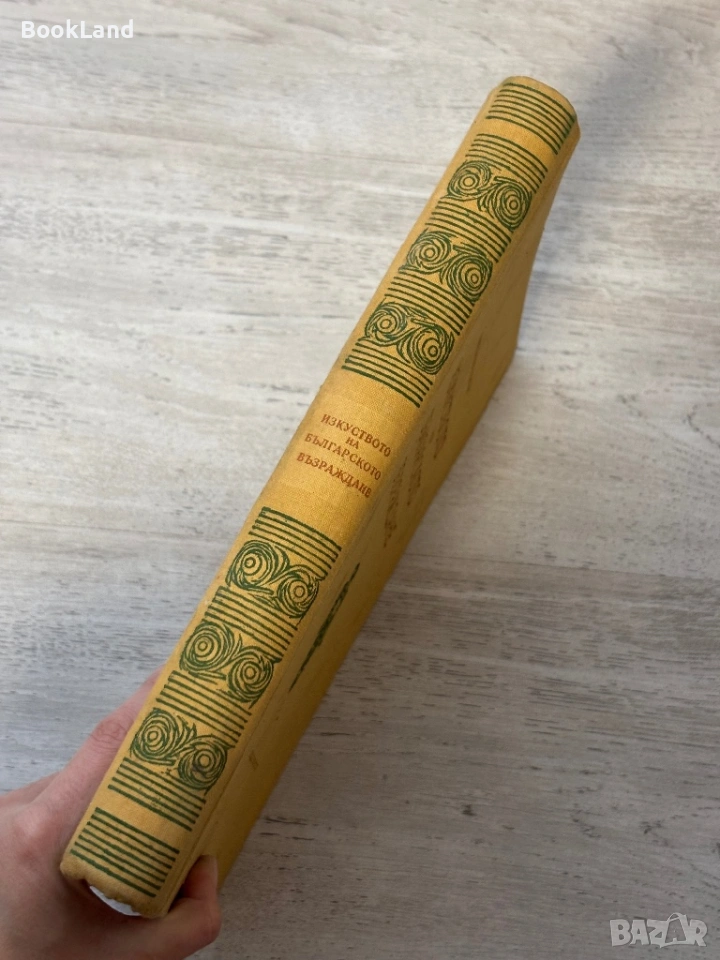 BookLand
ИЗКУСТВОТО
НА
БЪЛГАРСКОТО
ВЪЗРАЖДАНЕ
BAZAR